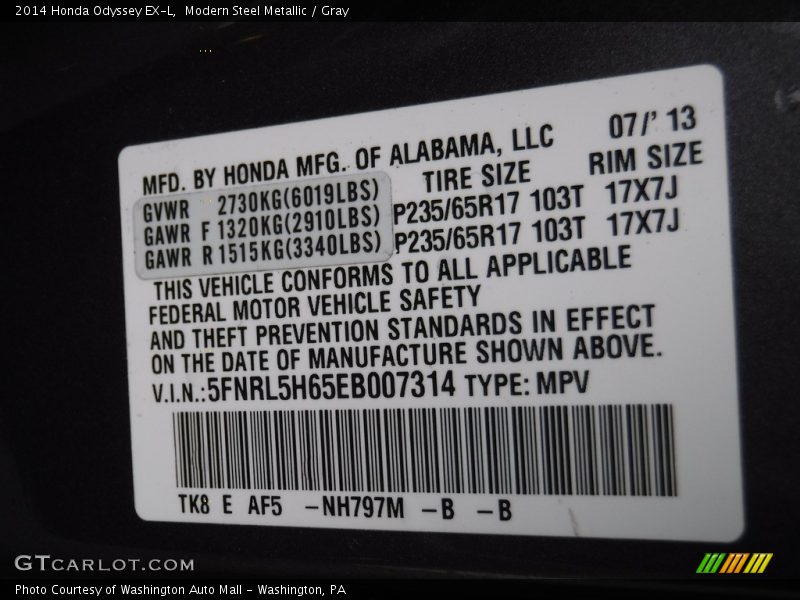 2014 Honda Odyssey EX-L, Modern Steel Metallic / Gray
MFD. BY HONDA MFG. OF ALABAMA, LLC 07/' 13
TIRE SIZE RIM SIZE
GVWR 2730KG(6019LBS)
GAWR F 1320KG(2910LBS) P235/65R17 103T 17X7J
GAWR R 1515KG(3340LBS) P235/65R17 103T 17X7J
THIS VEHICLE CONFORMS TO ALL APPLICABLE
FEDERAL MOTOR VEHICLE SAFETY
AND THEFT PREVENTION STANDARDS IN EFFECT
ON THE DATE OF MANUFACTURE SHOWN ABOVE.
V.I.N.:5FNRL5H65EB007314 TYPE: MPV
TK8 E AF5 -NH797M -B -B
GTCARLOT.COM
Photo Courtesy of Washington Auto Mall - Washington, PA